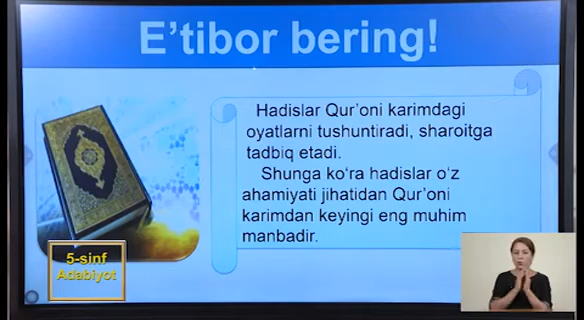 E'tibor bering!
Hadislar Qur'oni karimdagi
oyatlarni tushuntiradi, sharoitga
tadbiq etadi.
Shunga ko'ra hadislar o'z
ahamiyati jihatidan Qur'oni
karimdan keyingi eng muhim
manbadir.
5-sinf
Adabiyot